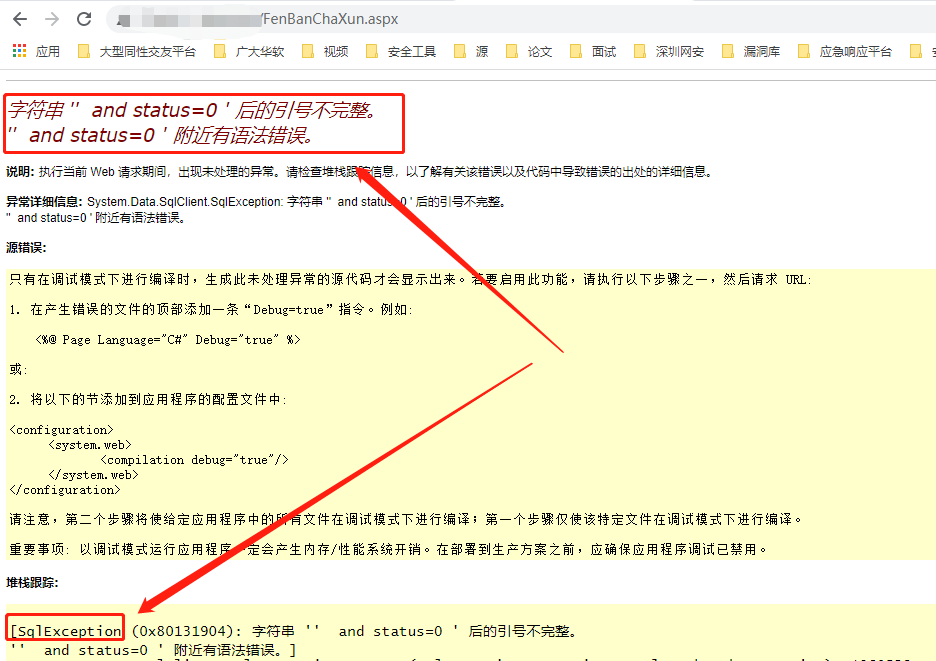 /FenBanChaXun.aspx
应用 大型同性交友平台 广大华软 视频 安全工具 源 论文 面试 深圳网安 漏洞库 应急响应平台
字符串 ''  and status=0 ' 后的引号不完整。
''  and status=0 ' 附近有语法错误。
说明: 执行当前 Web 请求期间，出现未处理的异常。请检查堆栈跟踪信息，以了解有关该错误以及代码中导致错误的出处的详细信息。
异常详细信息: System.Data.SqlClient.SqlException: 字符串 ''  and status=0 ' 后的引号不完整。
''  and status=0 ' 附近有语法错误。
源错误:
只有在调试模式下进行编译时，生成此未处理异常的源代码才会显示出来。若要启用此功能，请执行以下步骤之一，然后请求 URL:
1. 在产生错误的文件的顶部添加一条“Debug=true”指令。例如:
<%@ Page Language="C#" Debug="true" %>
或:
2. 将以下的节添加到应用程序的配置文件中:
<configuration>
<system.web>
<compilation debug="true"/>
</system.web>
</configuration>
请注意，第二个步骤将使给定应用程序中的所有文件在调试模式下进行编译；第一个步骤仅使该特定文件在调试模式下进行编译。
重要事项: 以调试模式运行应用程序一定会产生内存/性能系统开销。在部署到生产方案之前，应确保应用程序调试已禁用。
堆栈跟踪:
[SqlException (0x80131904): 字符串 ''  and status=0 ' 后的引号不完整。
''  and status=0 ' 附近有语法错误。]